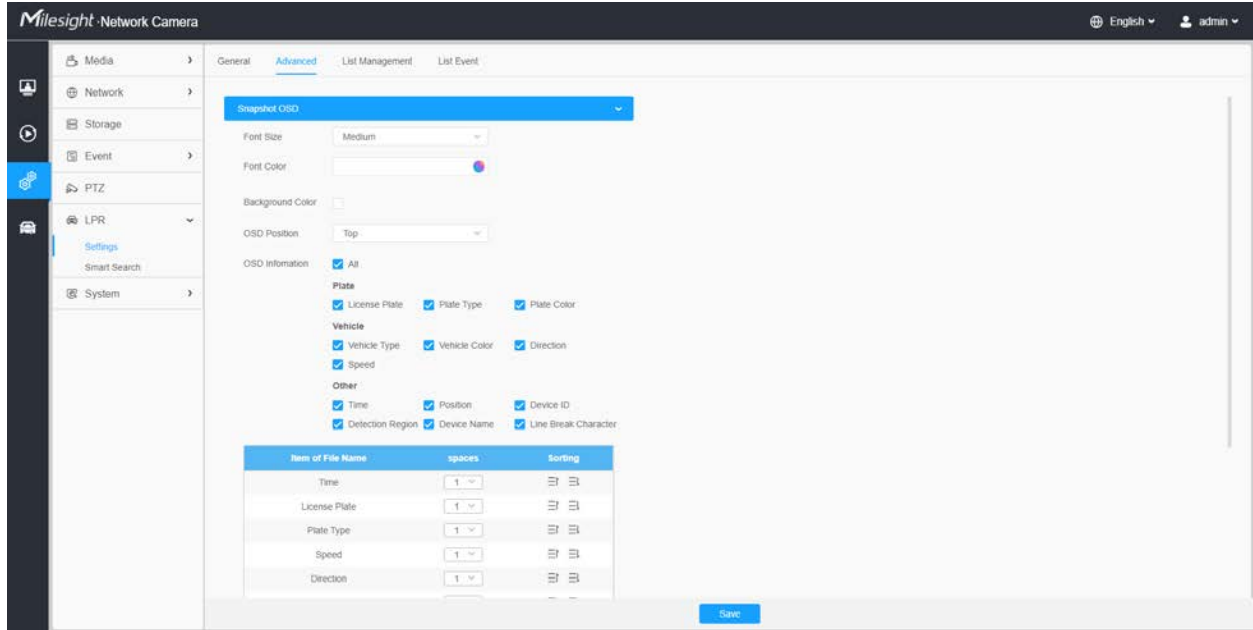 Milesight ·Network Camera
English
admin
Media
Network
Storage
Event
PTZ
LPR
Settings
Smart Search
System
General Advanced List Management List Event
Snapshot OSD
Font Size Medium
Font Color
Background Color
OSD Position Top
OSD Infomation All
Plate
License Plate Plate Type Plate Color
Vehicle
Vehicle Type Vehicle Color Direction
Speed
Other
Time Position Device ID
Detection Region Device Name Line Break Character
Item of File Name spaces Sorting
Time 1
License Plate 1
Plate Type 1
Speed 1
Direction 1
Save